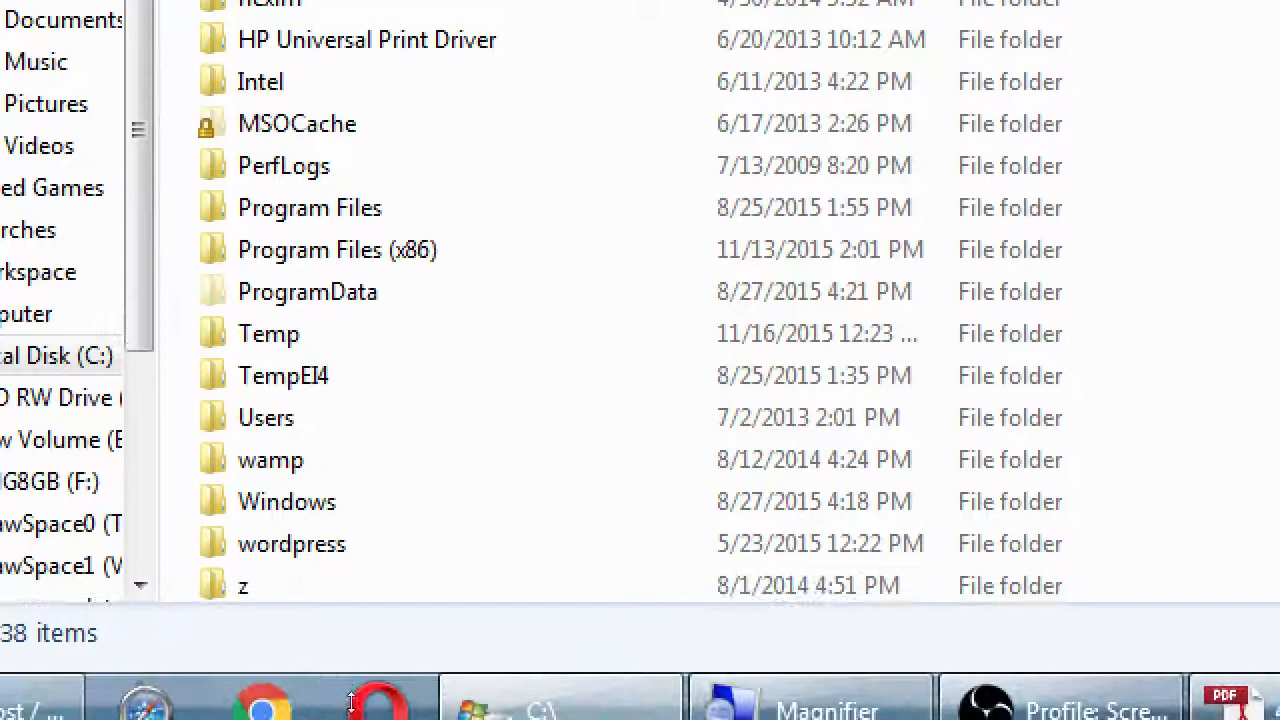 Documents
Music
Pictures
Videos
ed Games
rches
rkspace
puter
al Disk (C:)
RW Drive (
w Volume (E
G8GB (F:)
awSpace0 (T
awSpace1 (V
HP Universal Print Driver 6/20/2013 10:12 AM File folder
Intel 6/11/2013 4:22 PM File folder
MSOCache 6/17/2013 2:26 PM File folder
PerfLogs 7/13/2009 8:20 PM File folder
Program Files 8/25/2015 1:55 PM File folder
Program Files (x86) 11/13/2015 2:01 PM File folder
ProgramData 8/27/2015 4:21 PM File folder
Temp 11/16/2015 12:23 ... File folder
TempEI4 8/25/2015 1:35 PM File folder
Users 7/2/2013 2:01 PM File folder
wamp 8/12/2014 4:24 PM File folder
Windows 8/27/2015 4:18 PM File folder
wordpress 5/23/2015 12:22 PM File folder
z 8/1/2014 4:51 PM File folder
38 items
ost / ... C:\ Magnifier Profile: Scre... PDF